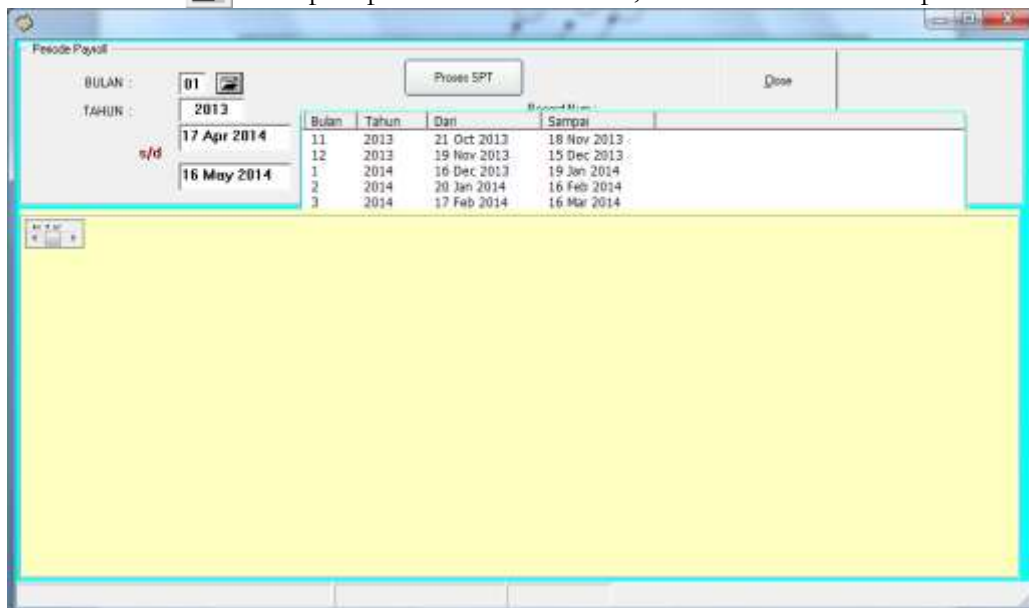 Periode Payroll
BULAN : 01
Proses SPT
Close
TAHUN : 2013
17 Apr 2014
s/d
16 May 2014
Bulan Tahun Dari Sampai
11 2013 21 Oct 2013 18 Nov 2013
12 2013 19 Nov 2013 15 Dec 2013
1 2014 16 Dec 2013 19 Jan 2014
2 2014 20 Jan 2014 16 Feb 2014
3 2014 17 Feb 2014 16 Mar 2014